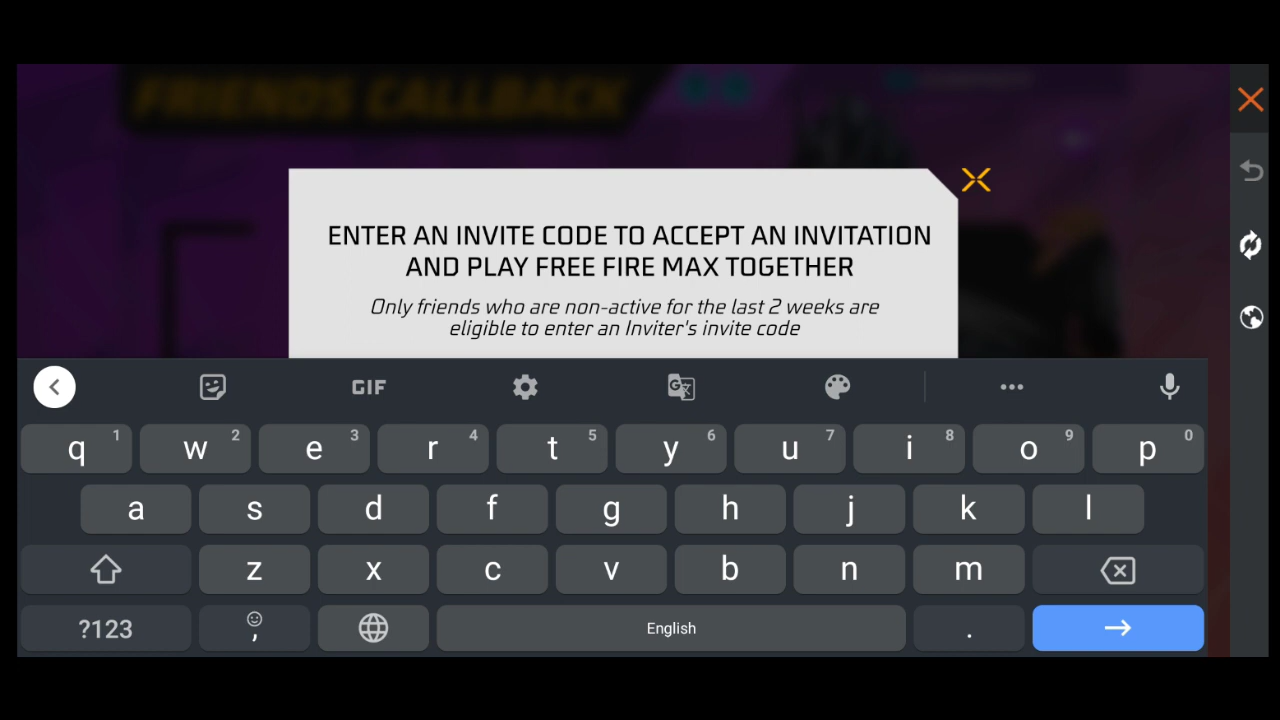 FRIENDS CALLBACK
ENTER AN INVITE CODE TO ACCEPT AN INVITATION
AND PLAY FREE FIRE MAX TOGETHER
Only friends who are non-active for the last 2 weeks are
eligible to enter an Inviter's invite code
GIF
q 1 w 2 e 3 r 4 t 5 y 6 u 7 i 8 o 9 p 0
a s d f g h j k l
z x c v b n m
?123 , English .